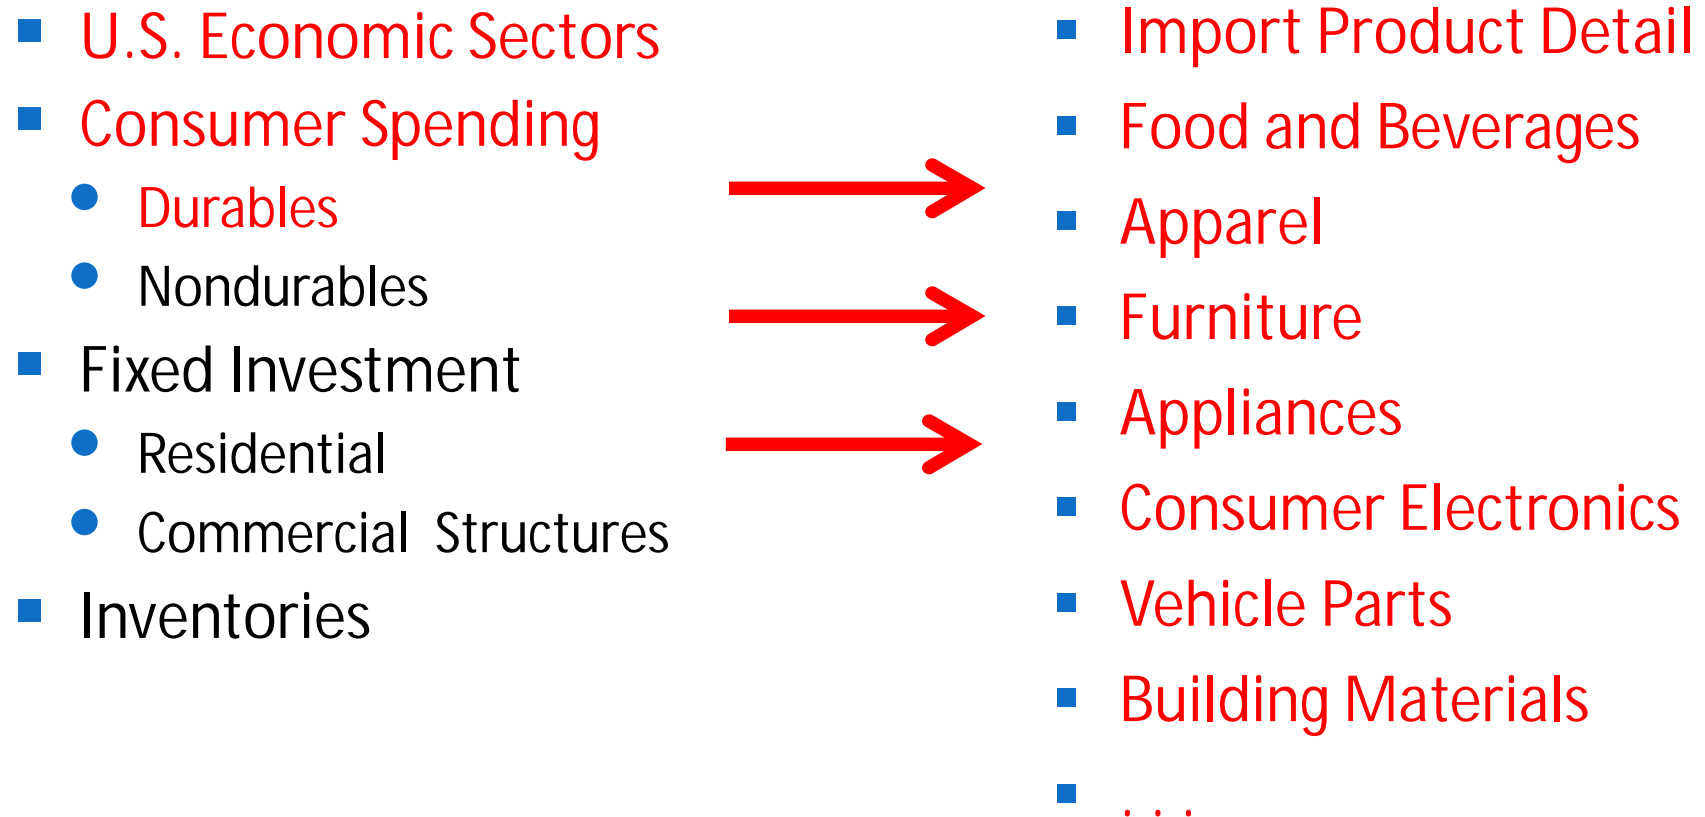 U.S. Economic Sectors
Consumer Spending
Durables
Nondurables
Fixed Investment
Residential
Commercial Structures
Inventories
Import Product Detail
Food and Beverages
Apparel
Furniture
Appliances
Consumer Electronics
Vehicle Parts
Building Materials
. . .